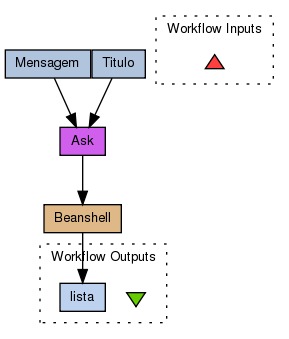 Workflow Inputs
Mensagem
Titulo
Ask
Beanshell
Workflow Outputs
lista